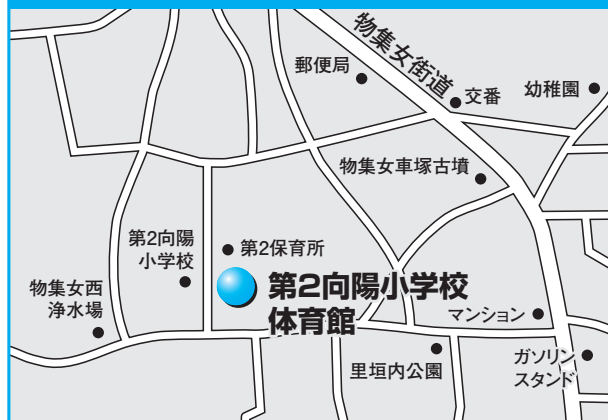 物集女街道
郵便局
交番
幼稚園
物集女車塚古墳
第2向陽
小学校
第2保育所
物集女西
浄水場
第2向陽小学校
体育館
マンション
里垣内公園
ガソリン
スタンド